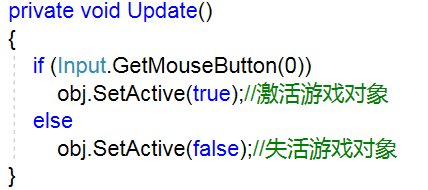 private void Update()
{
if (Input.GetMouseButton(0))
obj.SetActive(true);//激活游戏对象
else
obj.SetActive(false);//失活游戏对象
}